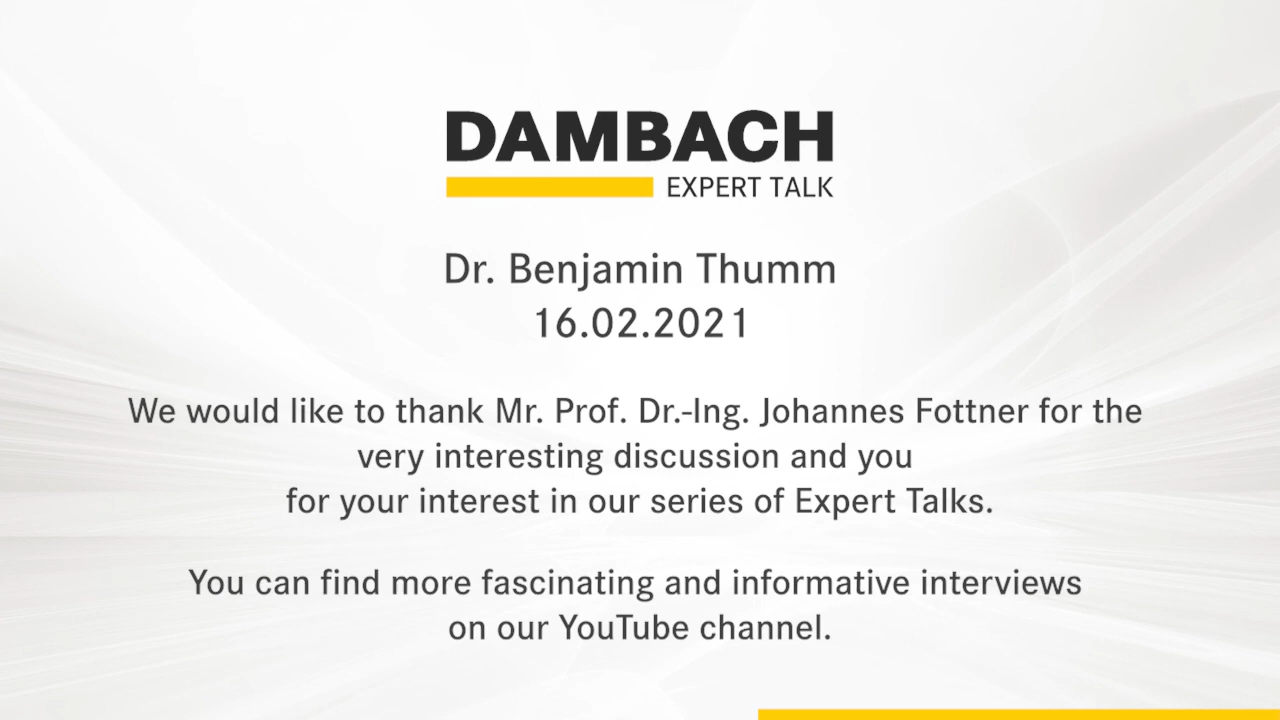 DAMBACH
EXPERT TALK
Dr. Benjamin Thumm
16.02.2021
We would like to thank Mr. Prof. Dr.-Ing. Johannes Fottner for the
very interesting discussion and you
for your interest in our series of Expert Talks.
You can find more fascinating and informative interviews
on our YouTube channel.